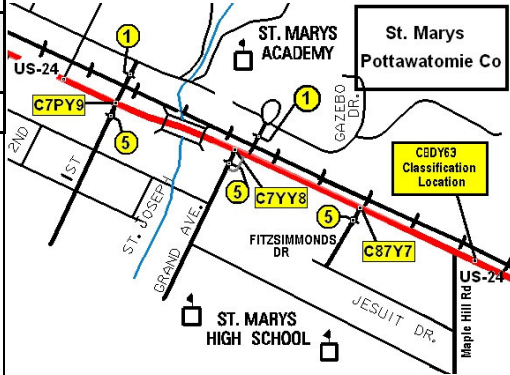 ST. MARYS
ACADEMY
St. Marys
Pottawatomie Co
1
US-24
C7PY9
5
1
GAZEBO
DR.
2ND
1ST
ST. JOSEPH
GRAND AVE.
5
C7YY8
CBDY63
Classification
Location
FITZSIMMONDS
DR
5
C87Y7
US-24
JESUIT DR.
Maple Hill Rd
ST. MARYS
HIGH SCHOOL